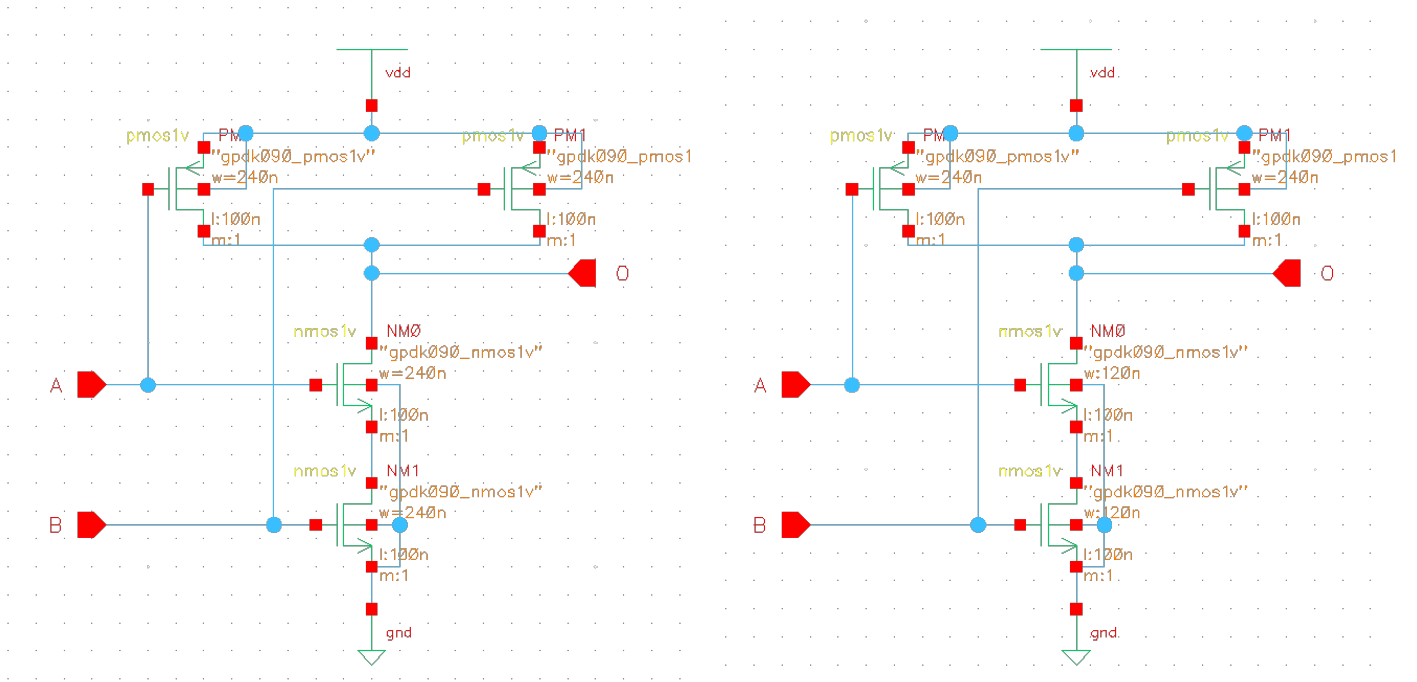 vdd
pmos1v PM
"gpdk090_pmos1v"
w=240n
l:100n
m:1
pmos1v PM1
"gpdk090_pmos1
w=240n
l:100n
m:1
O
nmos1v NM0
"gpdk090_nmos1v"
w=240n
A
l:100n
m:1
nmos1v NM1
"gpdk090_nmos1v"
w=240n
B
l:100n
m:1
gnd
vdd
pmos1v PM
"gpdk090_pmos1v"
w=240n
l:100n
m:1
pmos1v PM1
"gpdk090_pmos1
w=240n
l:100n
m:1
O
nmos1v NM0
"gpdk090_nmos1v"
w:120n
A
l:100n
m:1
nmos1v NM1
"gpdk090_nmos1v"
w:120n
B
l:100n
m:1
gnd